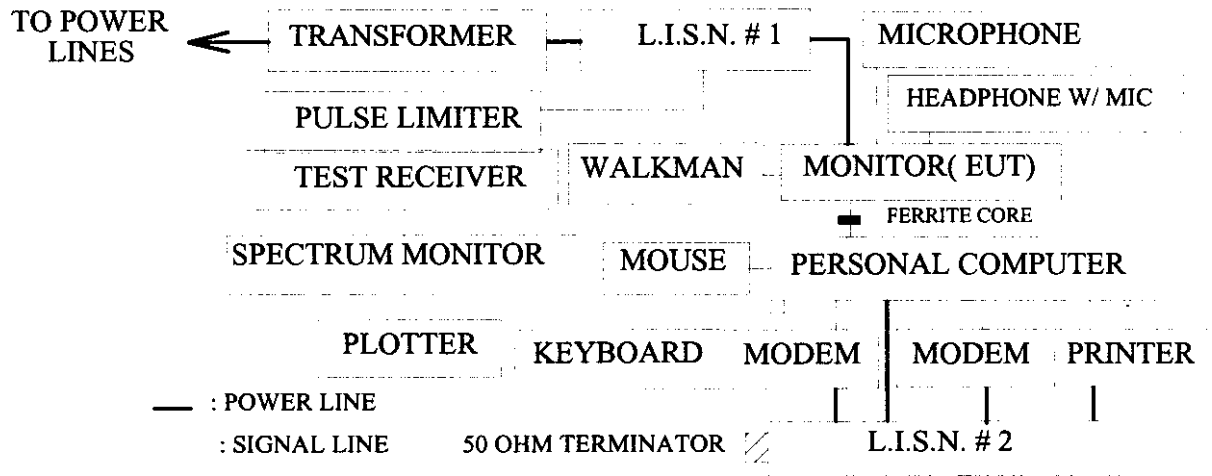 TO POWER
LINES
TRANSFORMER
L.I.S.N. # 1
MICROPHONE
HEADPHONE W/ MIC
PULSE LIMITER
TEST RECEIVER
WALKMAN
MONITOR( EUT)
FERRITE CORE
SPECTRUM MONITOR
MOUSE
PERSONAL COMPUTER
PLOTTER
KEYBOARD
MODEM
MODEM
PRINTER
: POWER LINE
: SIGNAL LINE
50 OHM TERMINATOR
L.I.S.N. # 2